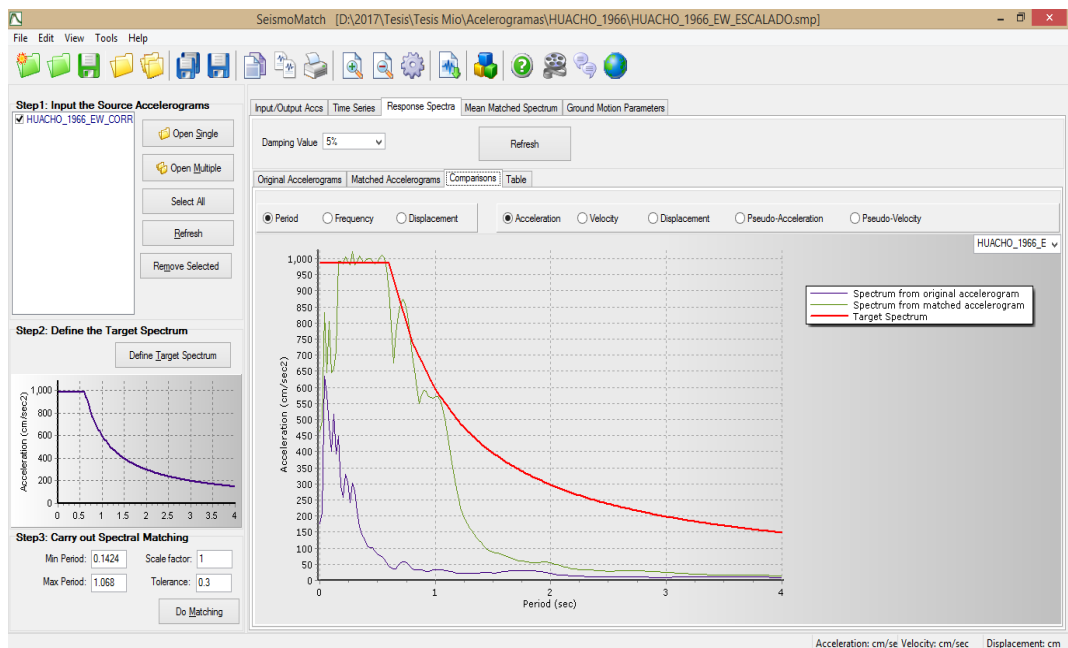 SeismoMatch [D:\2017\Tesis\Tesis Mio\Acelerogramas\HUACHO_1966\HUACHO_1966_EW_ESCALADO.smp]
File Edit View Tools Help
Step1: Input the Source Accelerograms
HUACHO_1966_EW_CORR
Open Single
Open Multiple
Select All
Refresh
Remove Selected
Step2: Define the Target Spectrum
Define Target Spectrum
Acceleration (cm/sec2)
1,000
800
600
400
200
0
0 0.5 1 1.5 2 2.5 3 3.5 4
Step3: Carry out Spectral Matching
Min Period: 0.1424 Scale factor: 1
Max Period: 1.068 Tolerance: 0.3
Do Matching
Input/Output Accs Time Series Response Spectra Mean Matched Spectrum Ground Motion Parameters
Damping Value 5% Refresh
Original Accelerograms Matched Accelerograms Comparisons Table
Period Frequency Displacement Acceleration Velocity Displacement Pseudo-Acceleration Pseudo-Velocity
HUACHO_1966_E
Spectrum from original accelerogram
Spectrum from matched accelerogram
Target Spectrum
Acceleration (cm/sec2)
1,000
950
900
850
800
750
700
650
600
550
500
450
400
350
300
250
200
150
100
50
0
0 1 2 3 4
Period (sec)
Acceleration: cm/se Velocity: cm/sec Displacement: cm